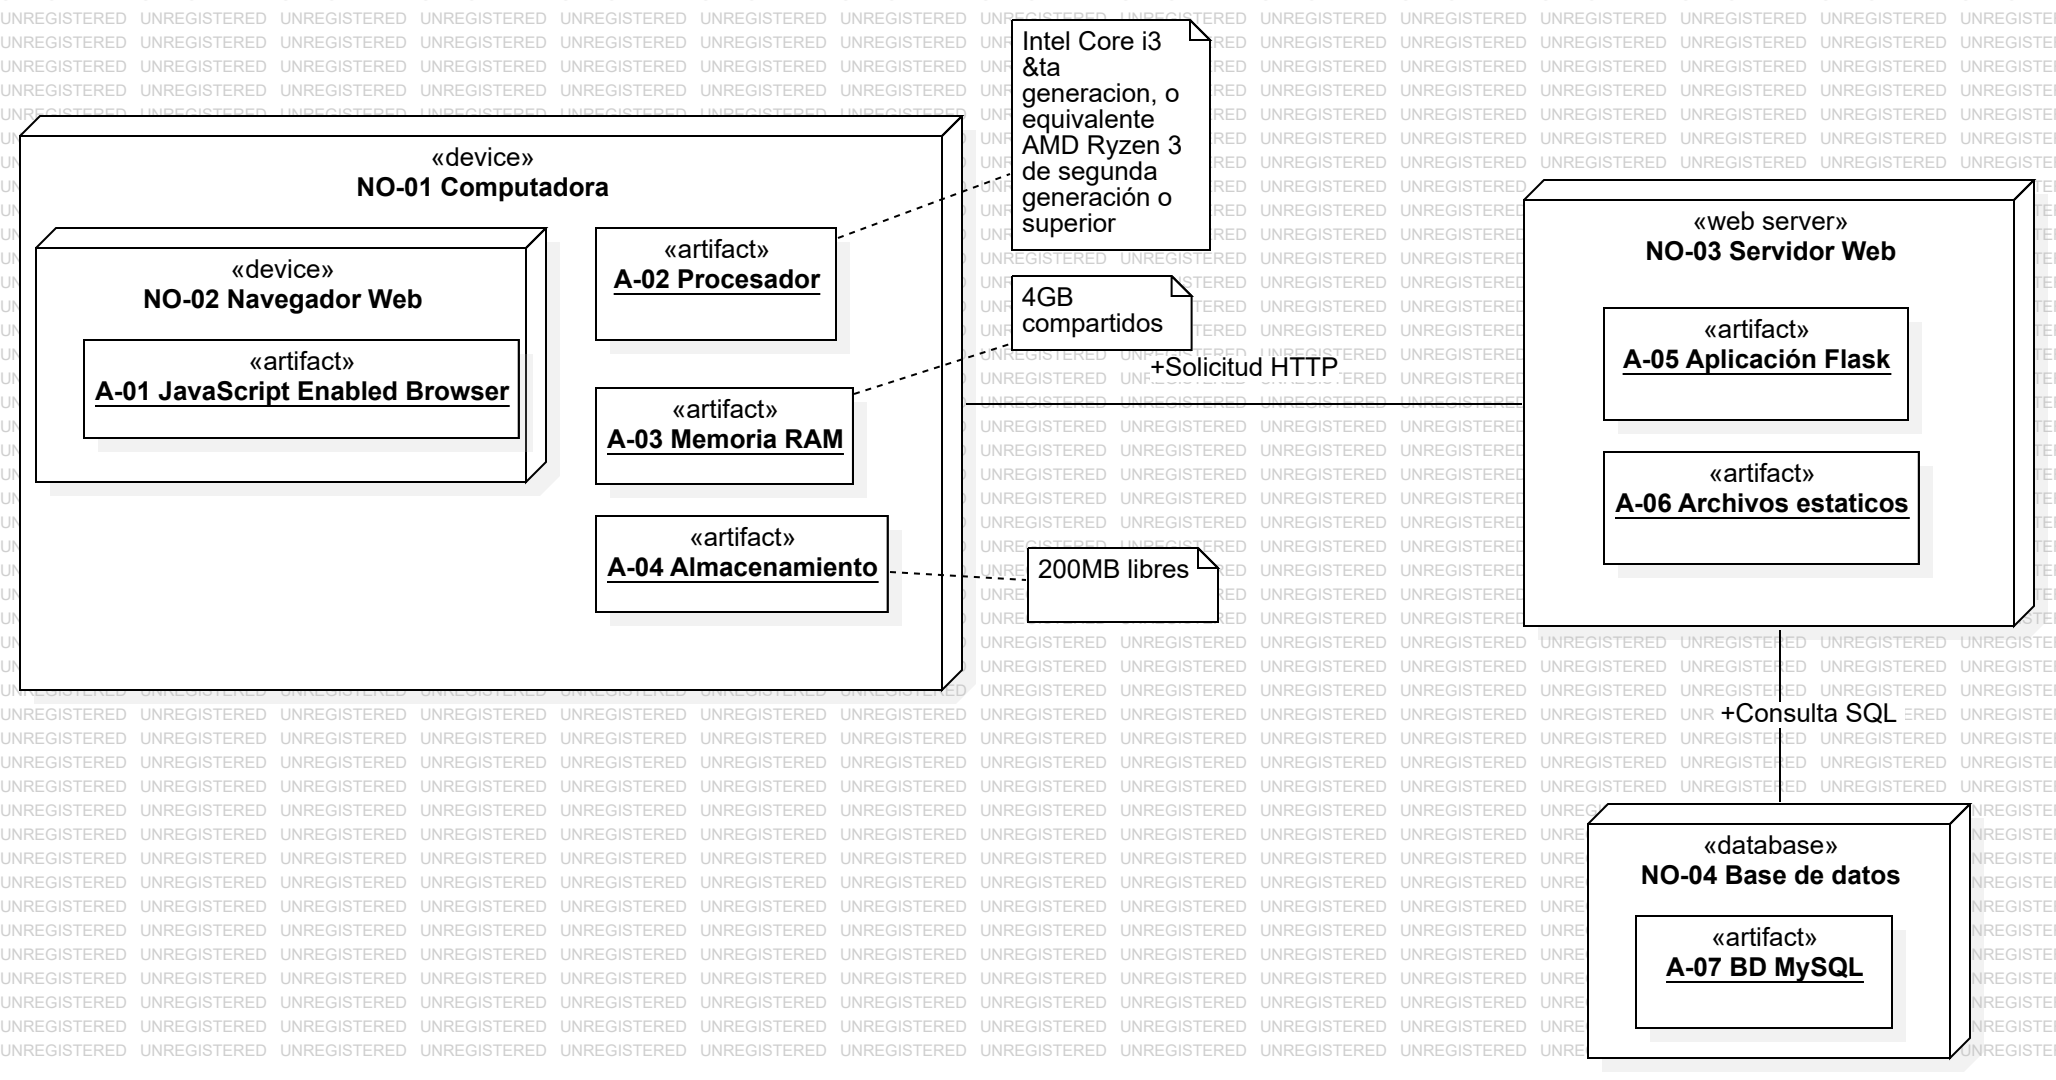 «device»
NO-01 Computadora
«device»
NO-02 Navegador Web
«artifact»
A-01 JavaScript Enabled Browser
«artifact»
A-02 Procesador
«artifact»
A-03 Memoria RAM
«artifact»
A-04 Almacenamiento
Intel Core i3
&ta
generacion, o
equivalente
AMD Ryzen 3
de segunda
generación o
superior
4GB
compartidos
200MB libres
+Solicitud HTTP
«web server»
NO-03 Servidor Web
«artifact»
A-05 Aplicación Flask
«artifact»
A-06 Archivos estaticos
+Consulta SQL
«database»
NO-04 Base de datos
«artifact»
A-07 BD MySQL
UNREGISTERED